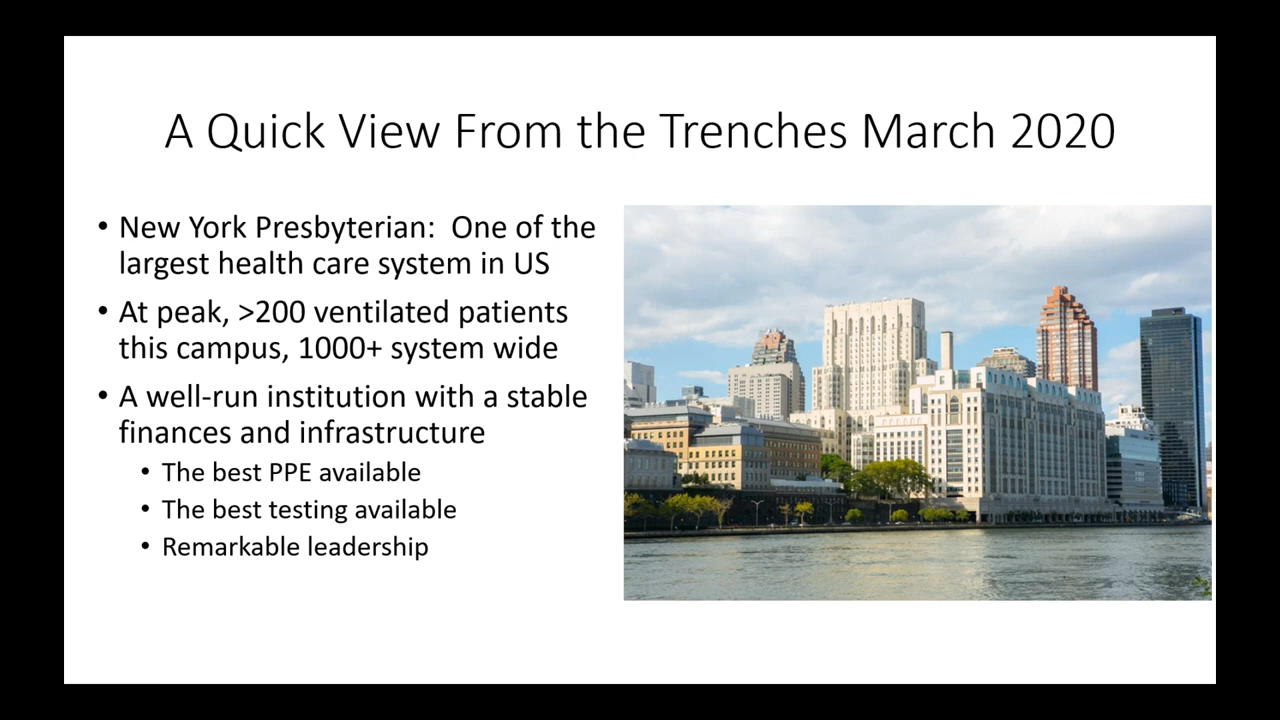 A Quick View From the Trenches March 2020
• New York Presbyterian:  One of the
largest health care system in US
• At peak, >200 ventilated patients
this campus, 1000+ system wide
• A well-run institution with a stable
finances and infrastructure
• The best PPE available
• The best testing available
• Remarkable leadership